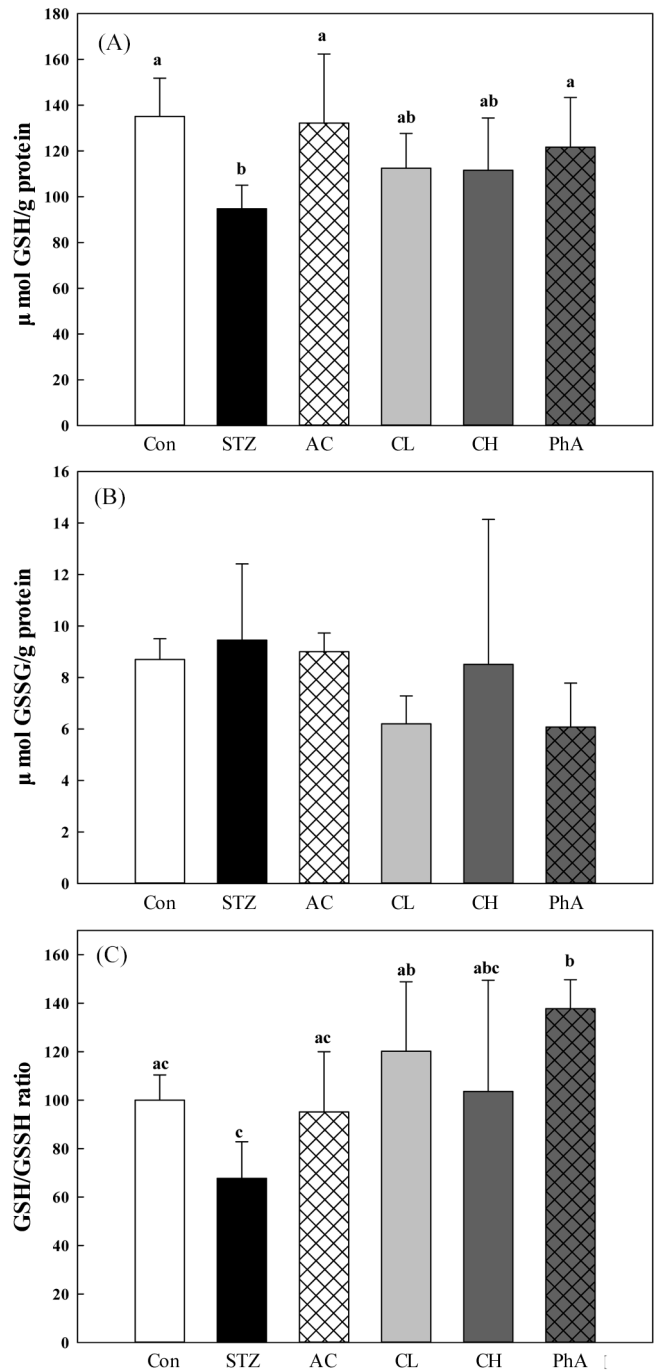 (A)
μ mol GSH/g protein
180
160
140
120
100
80
60
40
20
0
a
b
a
ab
ab
a
Con STZ AC CL CH PhA
(B)
μ mol GSSG/g protein
16
14
12
10
8
6
4
2
0
Con STZ AC CL CH PhA
(C)
GSH/GSSH ratio
160
140
120
100
80
60
40
20
0
ac
c
ac
ab
abc
b
Con STZ AC CL CH PhA